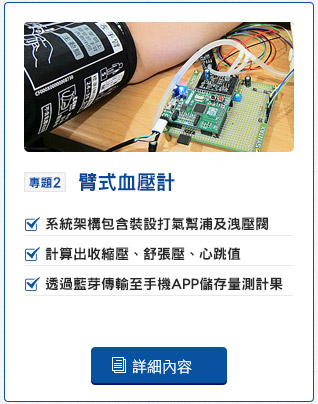 專題2 臂式血壓計
系統架構包含裝設打氣幫浦及洩壓閥
計算出收縮壓、舒張壓、心跳值
透過藍芽傳輸至手機APP儲存量測計果
詳細內容